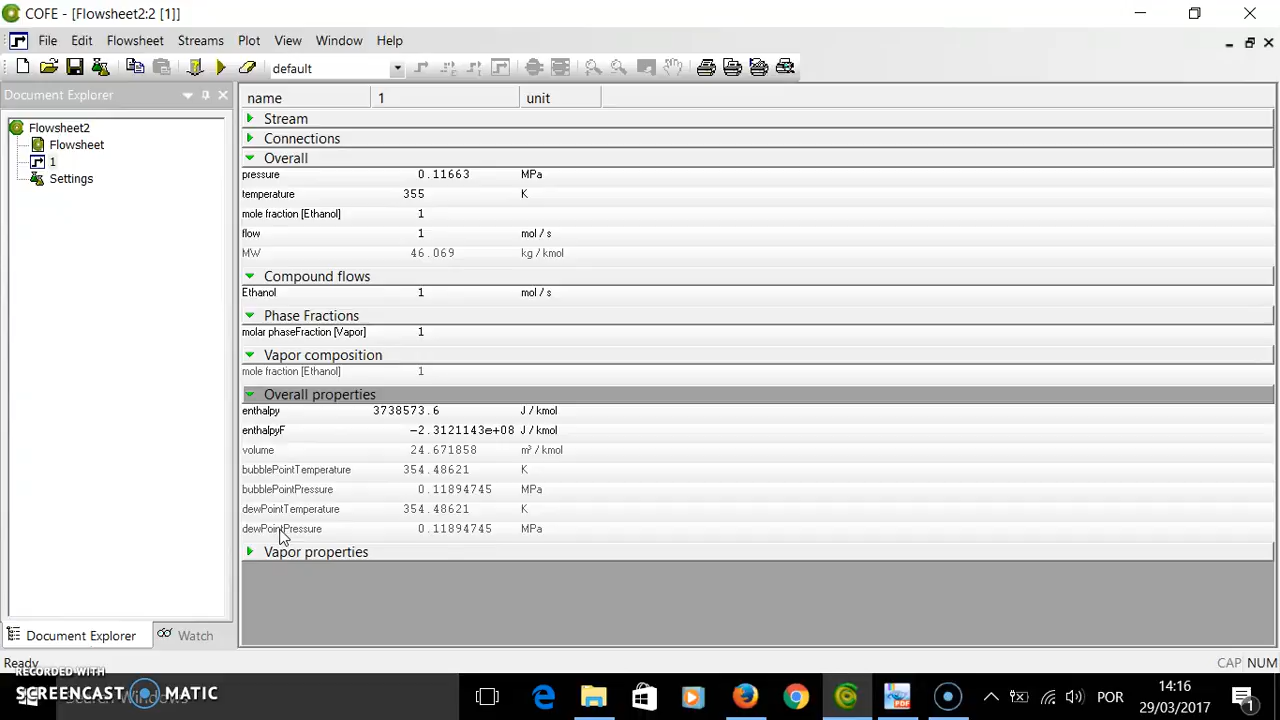 COFE - [Flowsheet2:2 [1]]
File Edit Flowsheet Streams Plot View Window Help
default
Document Explorer
Flowsheet2
Flowsheet
1
Settings
name 1 unit
Stream
Connections
Overall
pressure 0.11663 MPa
temperature 355 K
mole fraction [Ethanol] 1
flow 1 mol / s
MW 46.069 kg / kmol
Compound flows
Ethanol 1 mol / s
Phase Fractions
molar phaseFraction [Vapor] 1
Vapor composition
mole fraction [Ethanol] 1
Overall properties
enthalpy 3738573.6 J / kmol
enthalpyF -2.3121143e+08 J / kmol
volume 24.671858 m³ / kmol
bubblePointTemperature 354.48621 K
bubblePointPressure 0.11894745 MPa
dewPointTemperature 354.48621 K
dewPointPressure 0.11894745 MPa
Vapor properties
Document Explorer Watch
Ready CAP NUM
RECORDED WITH
SCREENCAST MATIC
Search Windows
PDF
POR
14:16
29/03/2017
1